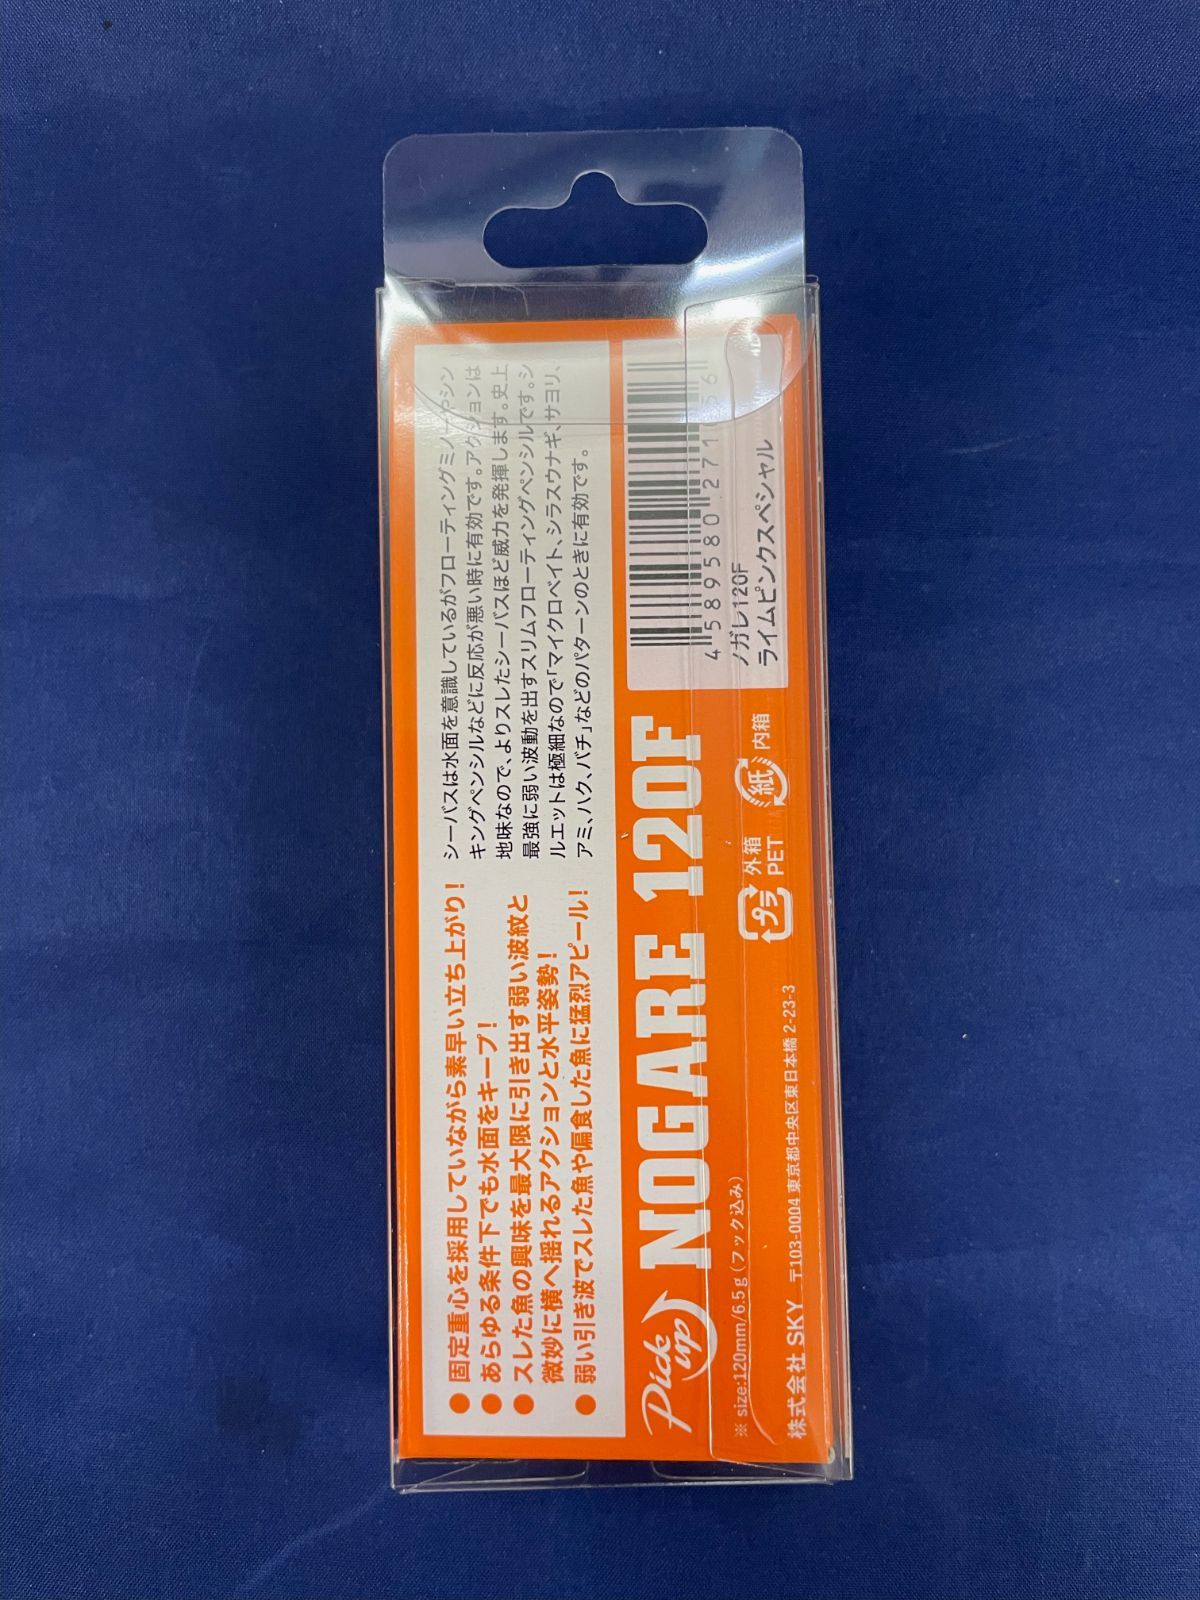 ● 固定重心を採用していながら素早い立ち上がり！
● あらゆる条件下でも水面をキープ！
● スレた魚の興味を最大限に引き出す弱い波紋と
微妙に横へ揺れるアクションと水平姿勢！
● 弱い引き波でスレた魚や偏食した魚に猛烈アピール！
シーバスは水面を意識しているがフローティングミノーやシン
キングペンシルなどに反応が悪い時に有効です。アクションは
地味なので、よりスレたシーバスほど威力を発揮します。史上
最強に弱い波動を出すスリムフローティングペンシルです。シ
ルエットは極細なので「マイクロベイト、シラスウナギ、サヨリ、
アミ、ハク、バチ」などのパターンのときに有効です。
Pick up
NOGARE 120F
※ size:120mm/6.5g（フック込み）
プラ 外箱 PET
紙 内箱
株式会社 SKY 〒103-0004 東京都中央区東日本橋 2-23-3
4 589580 271
ノガレ120F
ライムピンクスペシャル